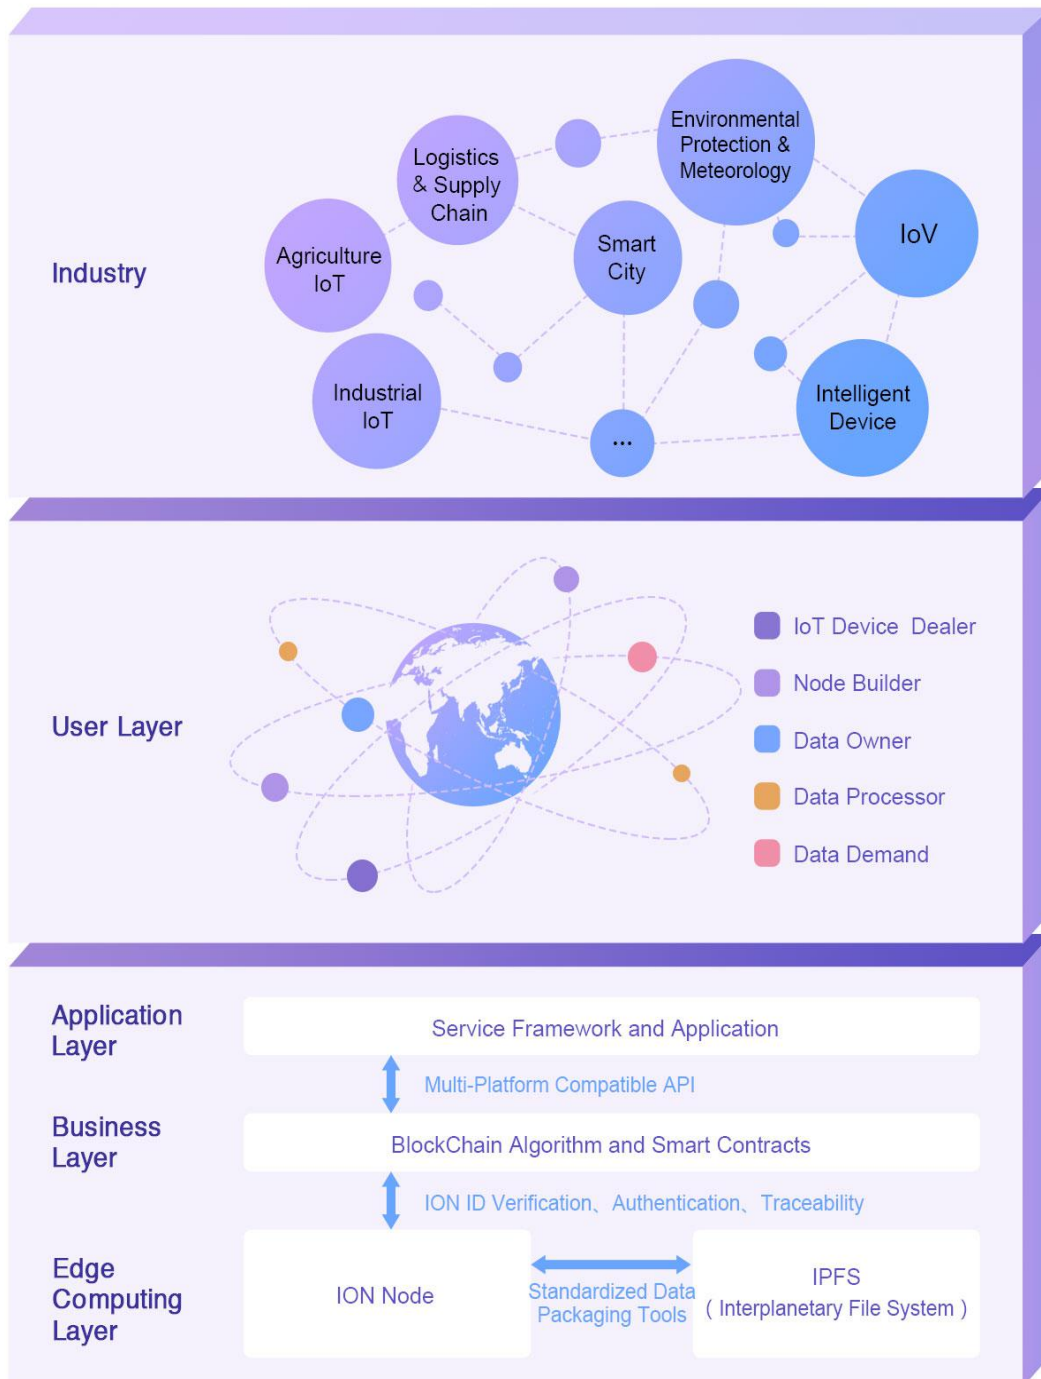 Industry
Agriculture
IoT
Logistics
& Supply
Chain
Environmental
Protection &
Meteorology
Smart
City
IoV
Industrial
IoT
...
Intelligent
Device
User Layer
IoT Device Dealer
Node Builder
Data Owner
Data Processor
Data Demand
Application
Layer
Service Framework and Application
Multi-Platform Compatible API
Business
Layer
BlockChain Algorithm and Smart Contracts
ION ID Verification、Authentication、Traceability
Edge
Computing
Layer
ION Node
Standardized Data
Packaging Tools
IPFS
( Interplanetary File System )